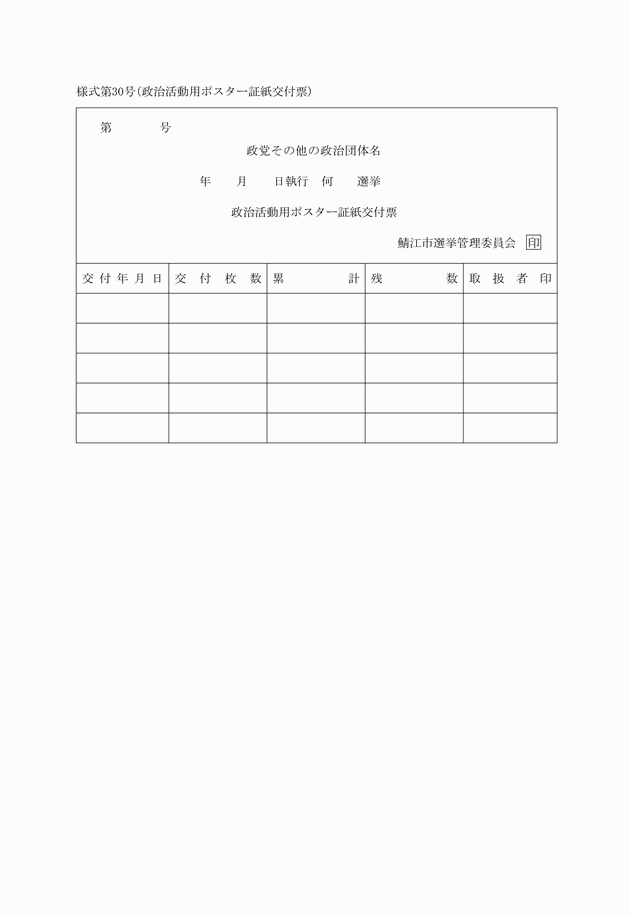 様式第30号(政治活動用ポスター証紙交付票)
第　　　　号
政党その他の政治団体名
年　　月　　日執行　何　　選挙
政治活動用ポスター証紙交付票
鯖江市選挙管理委員会　印
交付年月日　交付枚数　累計　残数　取扱者印